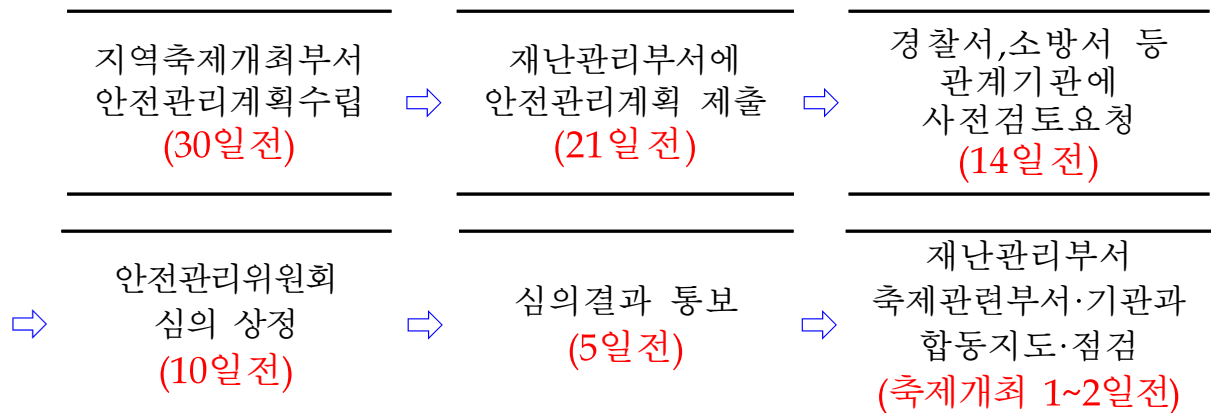 지역축제개최부서
안전관리계획수립
(30일전)
⇨
재난관리부서에
안전관리계획 제출
(21일전)
⇨
경찰서,소방서 등
관계기관에
사전검토요청
(14일전)
⇨
안전관리위원회
심의 상정
(10일전)
⇨
심의결과 통보
(5일전)
⇨
재난관리부서
축제관련부서·기관과
합동지도·점검
(축제개최 1~2일전)